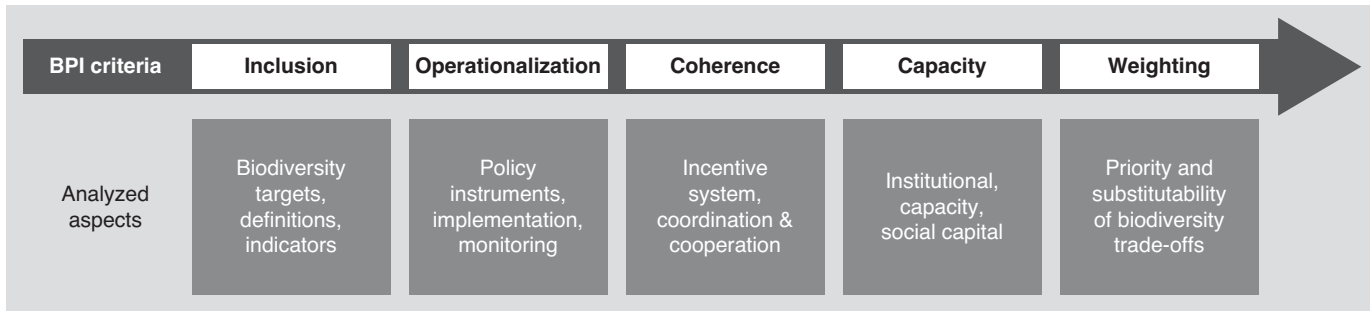 BPI criteria
Inclusion
Operationalization
Coherence
Capacity
Weighting
Analyzed
aspects
Biodiversity
targets,
definitions,
indicators
Policy
instruments,
implementation,
monitoring
Incentive
system,
coordination &
cooperation
Institutional,
capacity,
social capital
Priority and
substitutability
of biodiversity
trade-offs